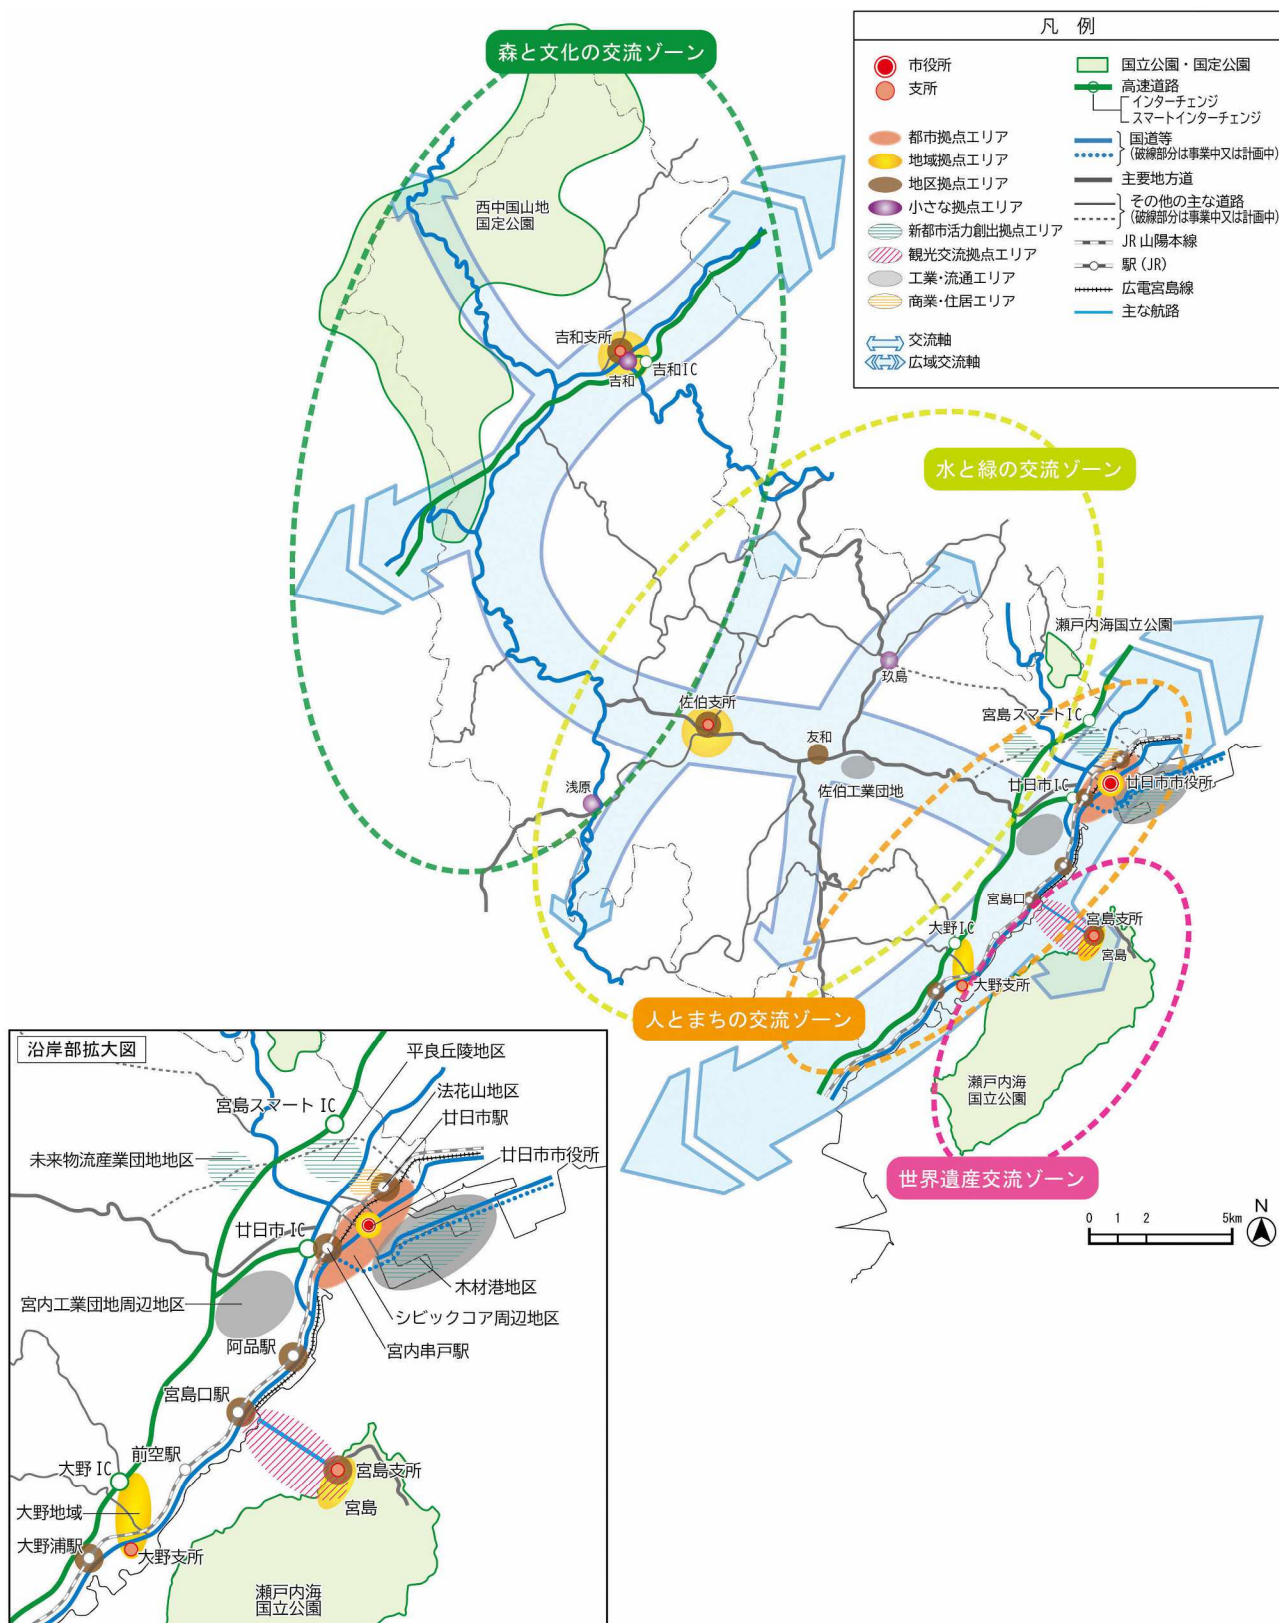 森と文化の交流ゾーン
凡 例
市役所
支所
都市拠点エリア
地域拠点エリア
地区拠点エリア
小さな拠点エリア
新都市活力創出拠点エリア
観光交流拠点エリア
工業・流通エリア
商業・住居エリア
交流軸
広域交流軸
国立公園・国定公園
高速道路
インターチェンジ
スマートインターチェンジ
国道等
(破線部分は事業中又は計画中)
主要地方道
その他の主な道路
(破線部分は事業中又は計画中)
JR山陽本線
駅(JR)
広電宮島線
主な航路
西中国山地
国定公園
吉和支所
吉和
吉和IC
水と緑の交流ゾーン
瀬戸内海国立公園
玖島
宮島スマートIC
佐伯支所
友和
佐伯工業団地
浅原
廿日市IC
廿日市市役所
宮島口
宮島支所
宮島
大野IC
大野支所
人とまちの交流ゾーン
瀬戸内海
国立公園
世界遺産交流ゾーン
0 1 2 5km
N
沿岸部拡大図
平良丘陵地区
法花山地区
宮島スマート IC
廿日市駅
廿日市市役所
未来物流産業団地地区
廿日市 IC
木材港地区
宮内工業団地周辺地区
シビックコア周辺地区
宮内串戸駅
阿品駅
宮島口駅
前空駅
大野 IC
宮島支所
宮島
大野地域
大野浦駅
大野支所
瀬戸内海
国立公園